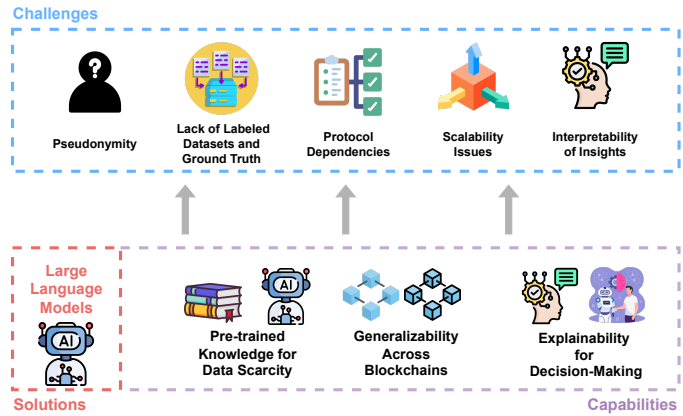 Challenges
?
Pseudonymity
Lack of Labeled
Datasets and
Ground Truth
Protocol
Dependencies
Scalability
Issues
Interpretability
of Insights
Large
Language
Models
AI
Solutions
AI
Pre-trained
Knowledge for
Data Scarcity
Generalizability
Across
Blockchains
Explainability
for
Decision-Making
Capabilities